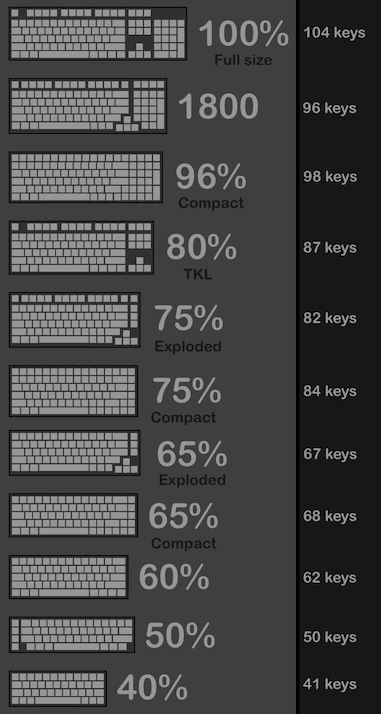 100% 104 keys
Full size
1800 96 keys
96% 98 keys
Compact
80% 87 keys
TKL
75% 82 keys
Exploded
75% 84 keys
Compact
65% 67 keys
Exploded
65% 68 keys
Compact
60% 62 keys
50% 50 keys
40% 41 keys